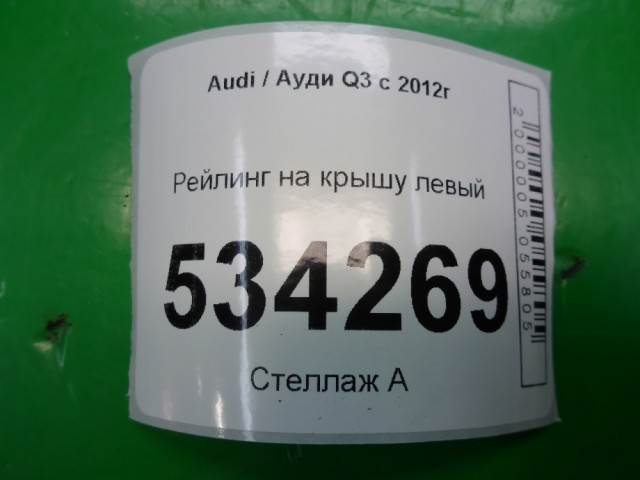 Audi / Ауди Q3 с 2012г
Рейлинг на крышу левый
534269
Стеллаж А
2000005055805